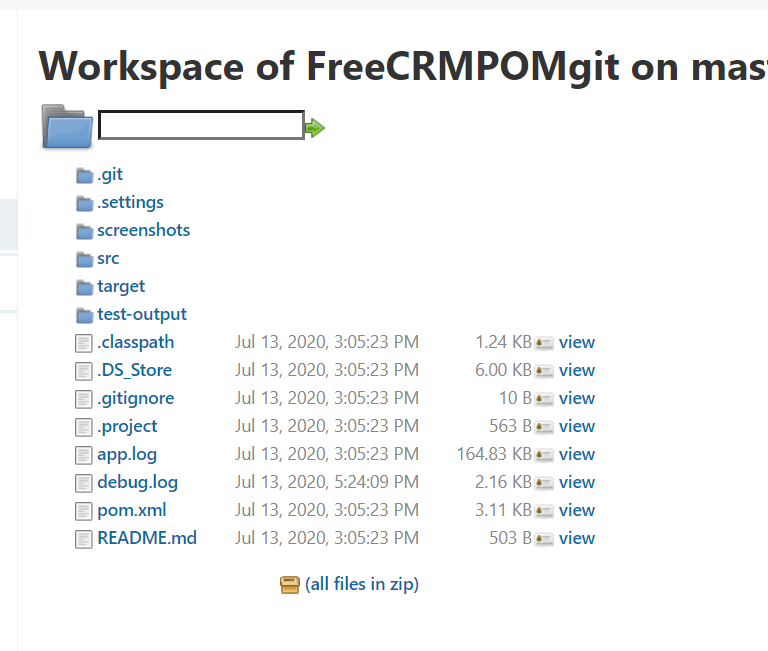 Workspace of FreeCRMPOMgit on mas
.git
.settings
screenshots
src
target
test-output
.classpath Jul 13, 2020, 3:05:23 PM 1.24 KB view
.DS_Store Jul 13, 2020, 3:05:23 PM 6.00 KB view
.gitignore Jul 13, 2020, 3:05:23 PM 10 B view
.project Jul 13, 2020, 3:05:23 PM 563 B view
app.log Jul 13, 2020, 3:05:23 PM 164.83 KB view
debug.log Jul 13, 2020, 5:24:09 PM 2.16 KB view
pom.xml Jul 13, 2020, 3:05:23 PM 3.11 KB view
README.md Jul 13, 2020, 3:05:23 PM 503 B view
(all files in zip)